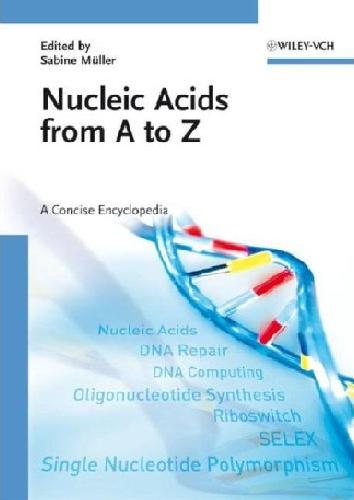 Edited by
Sabine Müller
WILEY-VCH
Nucleic Acids
from A to Z
A Concise Encyclopedia
Nucleic Acids
DNA Repair
DNA Computing
Oligonucleotide Synthesis
Riboswitch
SELEX
Single Nucleotide Polymorphism